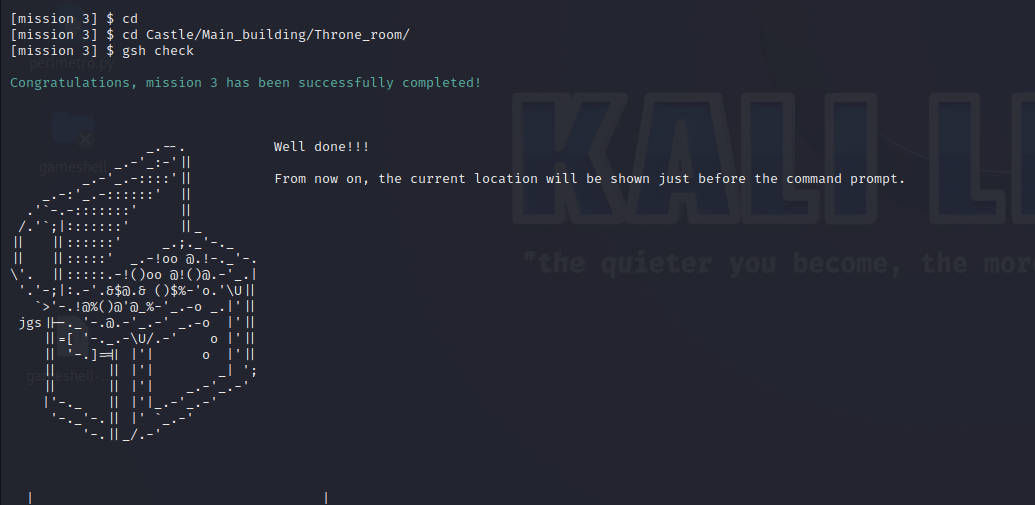 [mission 3] $ cd
[mission 3] $ cd Castle/Main_building/Throne_room/
[mission 3] $ gsh check
perimetro.py
Congratulations, mission 3 has been successfully completed!
KALI LI
Well done!!!
gameshell
From now on, the current location will be shown just before the command prompt.
"the quieter you become, the mor
jgs
gameshell-